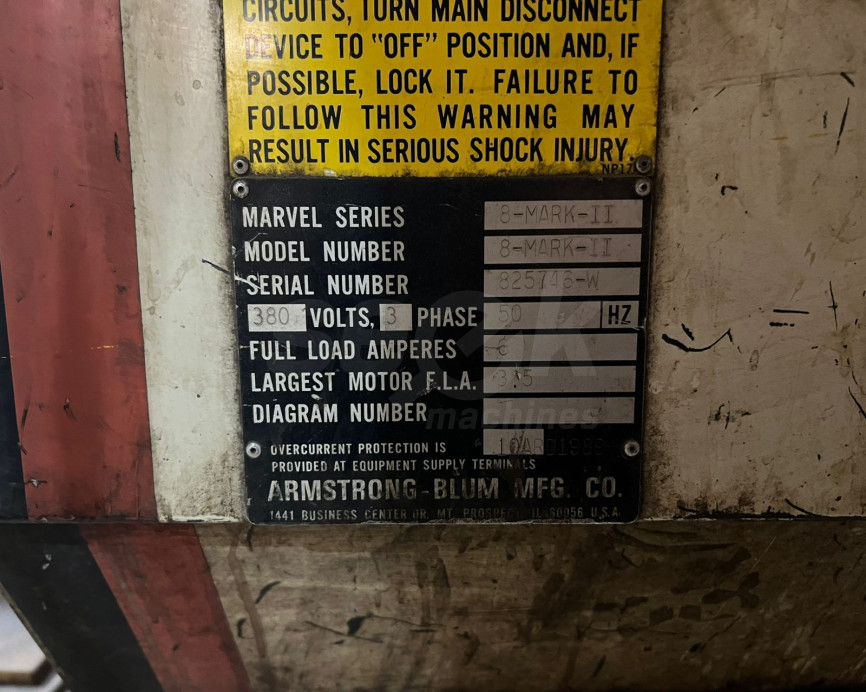 CIRCUITS, TURN MAIN DISCONNECT
DEVICE TO "OFF" POSITION AND, IF
POSSIBLE, LOCK IT. FAILURE TO
FOLLOW THIS WARNING MAY
RESULT IN SERIOUS SHOCK INJURY.
NP17
MARVEL SERIES 8-MARK-II
MODEL NUMBER 8-MARK-II
SERIAL NUMBER 825746-W
380 VOLTS, 3 PHASE 50 HZ
FULL LOAD AMPERES 6
LARGEST MOTOR F.L.A.
DIAGRAM NUMBER
OVERCURRENT PROTECTION IS
PROVIDED AT EQUIPMENT SUPPLY TERMINALS
ARMSTRONG-BLUM MFG. CO.
1441 BUSINESS CENTER DR. MT. PROSPECT, IL 60056 U.S.A.
machines